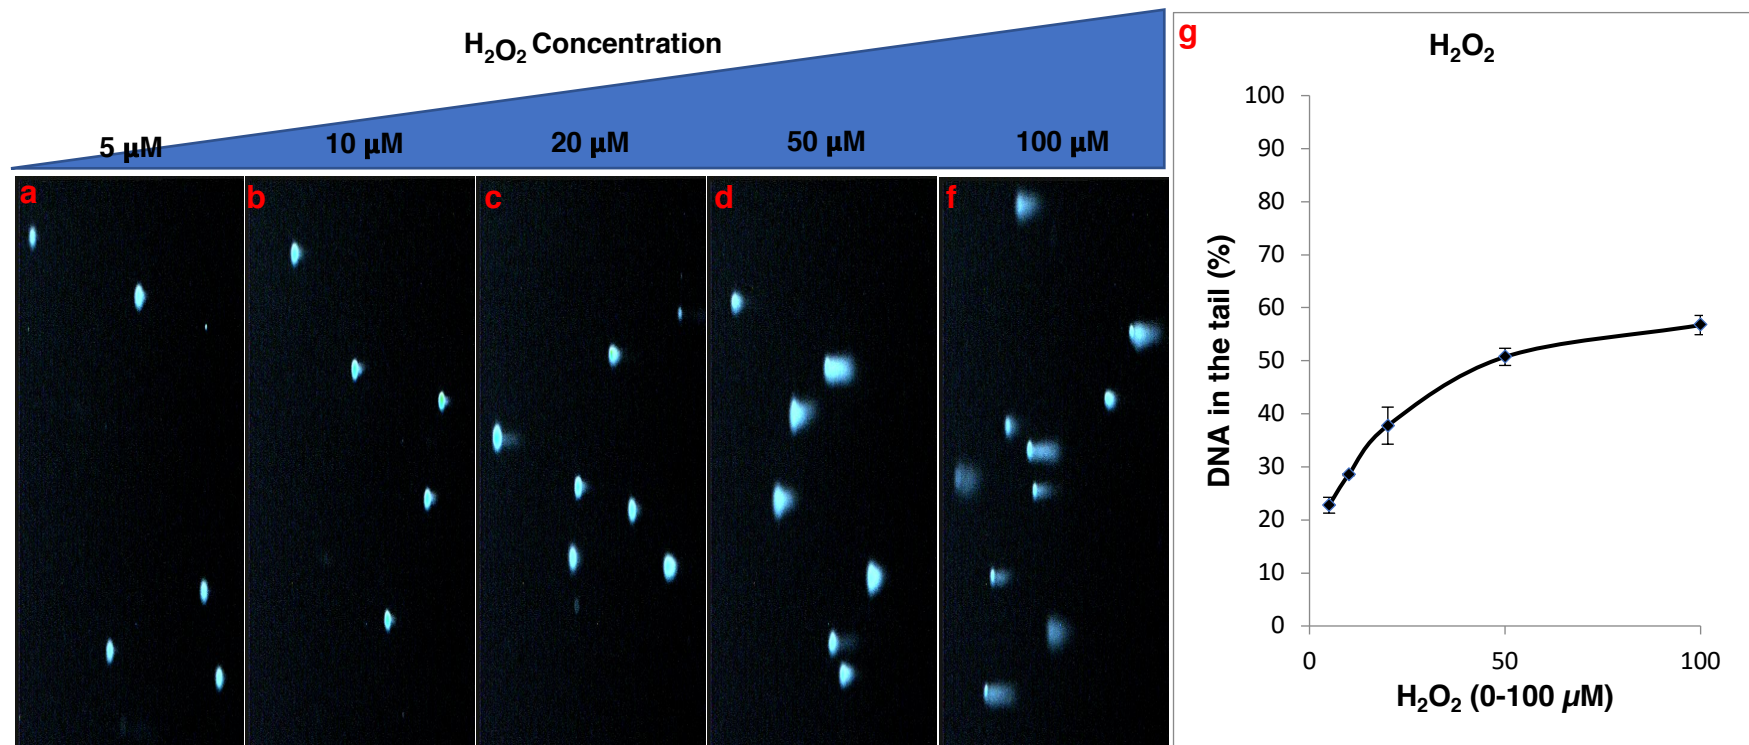 H₂O₂ Concentration
5 µM
10 µM
20 µM
50 µM
100 µM
a
b
c
d
f
g
H₂O₂
DNA in the tail (%)
100
90
80
70
60
50
40
30
20
10
0
0
50
100
H₂O₂ (0-100 µM)